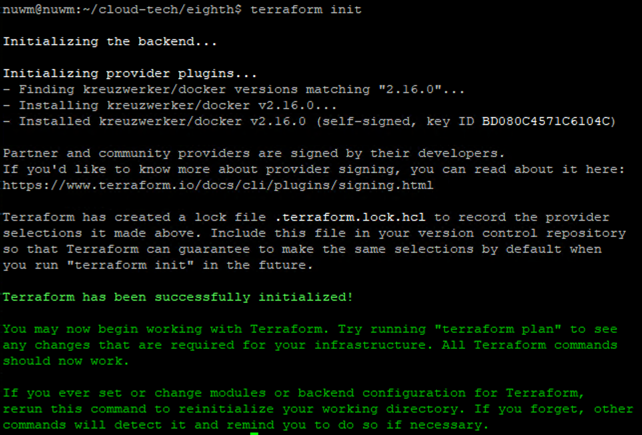 nuwm@nuwm:~/cloud-tech/eighth$ terraform init
Initializing the backend...
Initializing provider plugins...
- Finding kreuzwerker/docker versions matching "2.16.0"...
- Installing kreuzwerker/docker v2.16.0...
- Installed kreuzwerker/docker v2.16.0 (self-signed, key ID BD080C4571C6104C)
Partner and community providers are signed by their developers.
If you'd like to know more about provider signing, you can read about it here:
https://www.terraform.io/docs/cli/plugins/signing.html
Terraform has created a lock file .terraform.lock.hcl to record the provider
selections it made above. Include this file in your version control repository
so that Terraform can guarantee to make the same selections by default when
you run "terraform init" in the future.
Terraform has been successfully initialized!
You may now begin working with Terraform. Try running "terraform plan" to see
any changes that are required for your infrastructure. All Terraform commands
should now work.
If you ever set or change modules or backend configuration for Terraform,
rerun this command to reinitialize your working directory. If you forget, other
commands will detect it and remind you to do so if necessary.